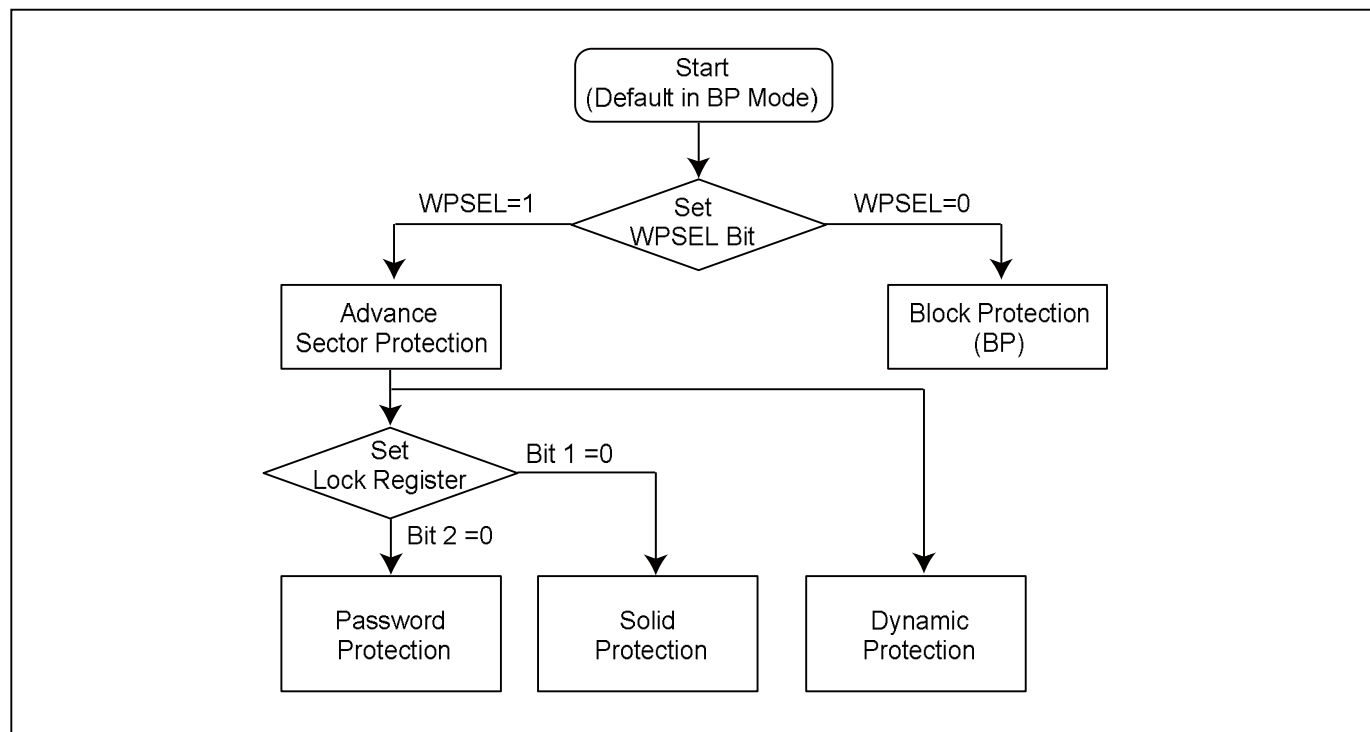 Start
(Default in BP Mode)
WPSEL=1
Set
WPSEL Bit
WPSEL=0
Advance
Sector Protection
Block Protection
(BP)
Set
Lock Register
Bit 1 =0
Bit 2 =0
Password
Protection
Solid
Protection
Dynamic
Protection